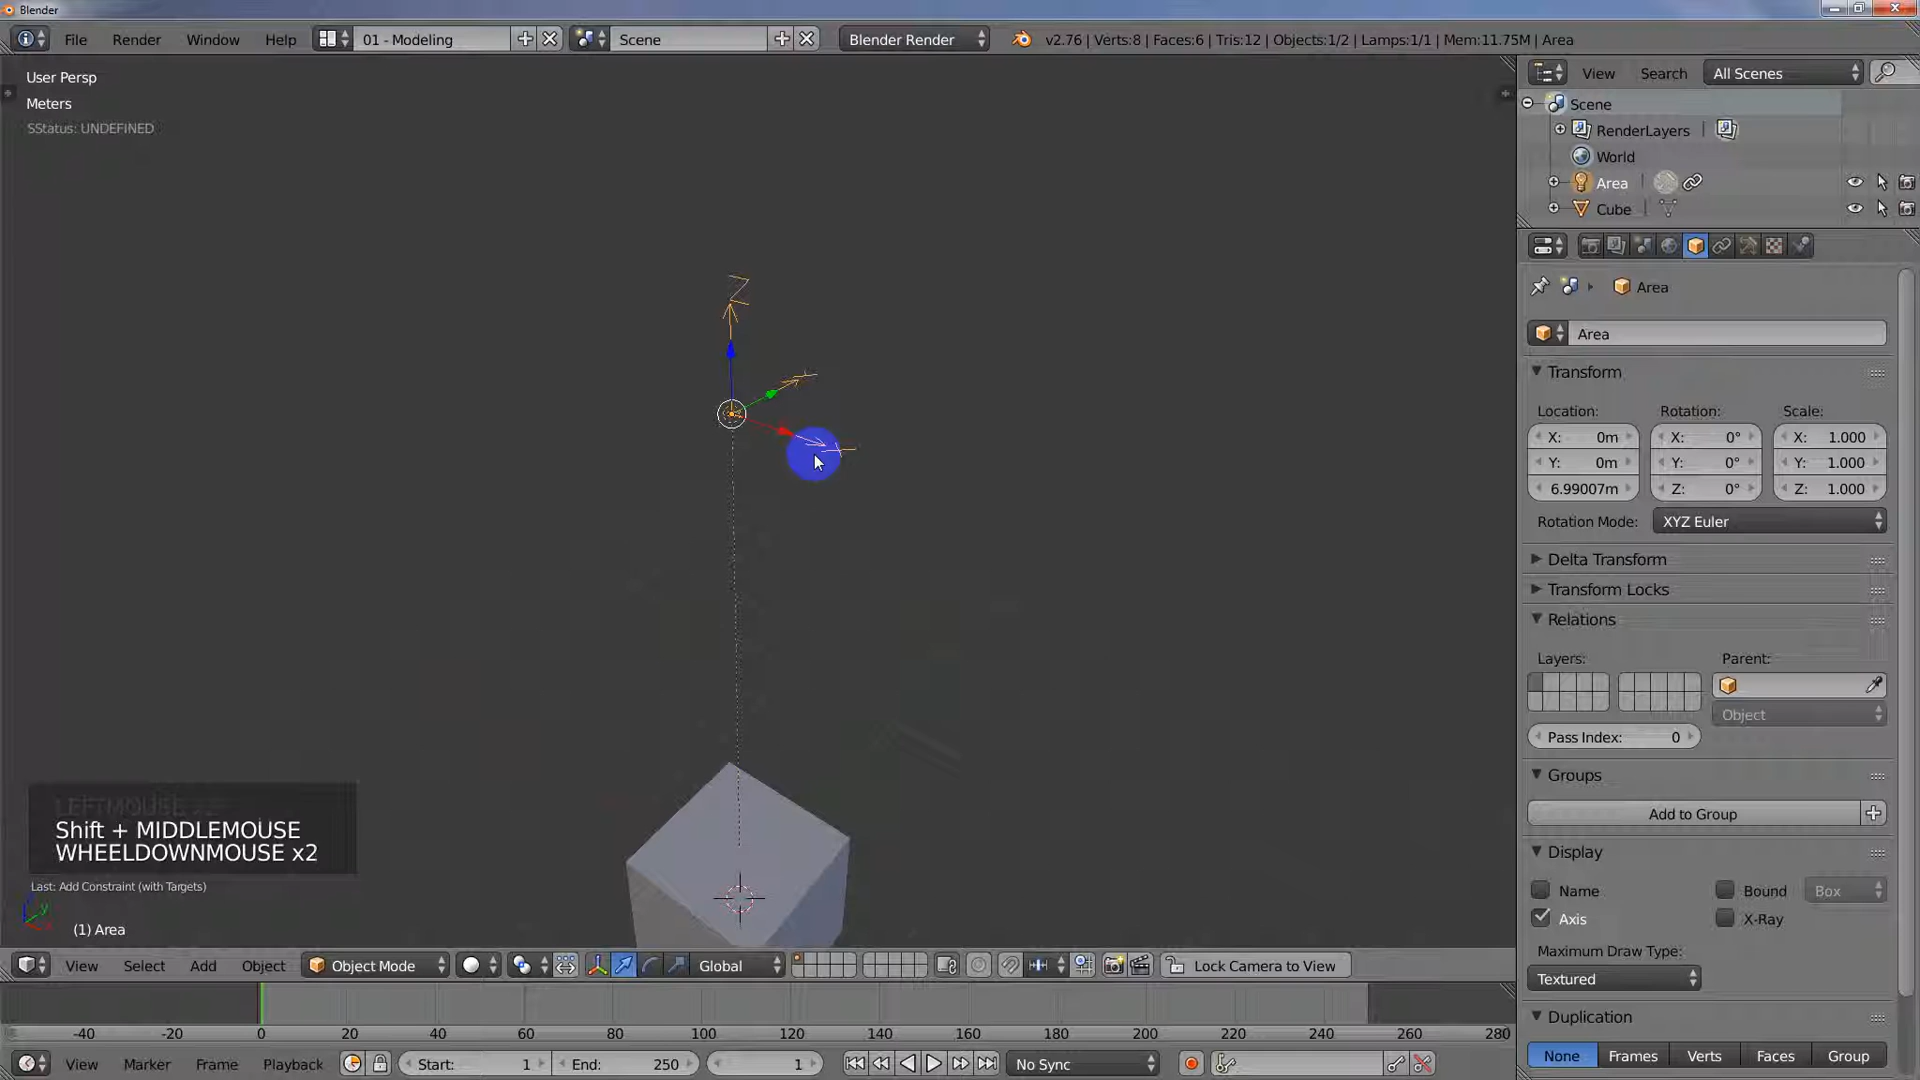 Blender
File Render Window Help 01 - Modeling Scene Blender Render v2.76 | Verts:8 | Faces:6 | Tris:12 | Objects:1/2 | Lamps:1/1 | Mem:11.75M | Area
User Persp
Meters
SStatus: UNDEFINED
Z
LEFTMOUSE
Shift + MIDDLEMOUSE
WHEELDOWNMOUSE x2
Last: Add Constraint (with Targets)
y
(1) Area
View Select Add Object Object Mode Global Lock Camera to View
-40 -20 0 20 40 60 80 100 120 140 160 180 200 220 240 260 280
View Marker Frame Playback Start: 1 End: 250 1 No Sync
View Search All Scenes
Scene
RenderLayers
World
Area
Cube
Area
Area
Transform
Location: Rotation: Scale:
X: 0m X: 0° X: 1.000
Y: 0m Y: 0° Y: 1.000
6.99007m Z: 0° Z: 1.000
Rotation Mode: XYZ Euler
Delta Transform
Transform Locks
Relations
Layers: Parent:
Object
Pass Index: 0
Groups
Add to Group
Display
Name Bound Box
Axis X-Ray
Maximum Draw Type:
Textured
Duplication
None Frames Verts Faces Group